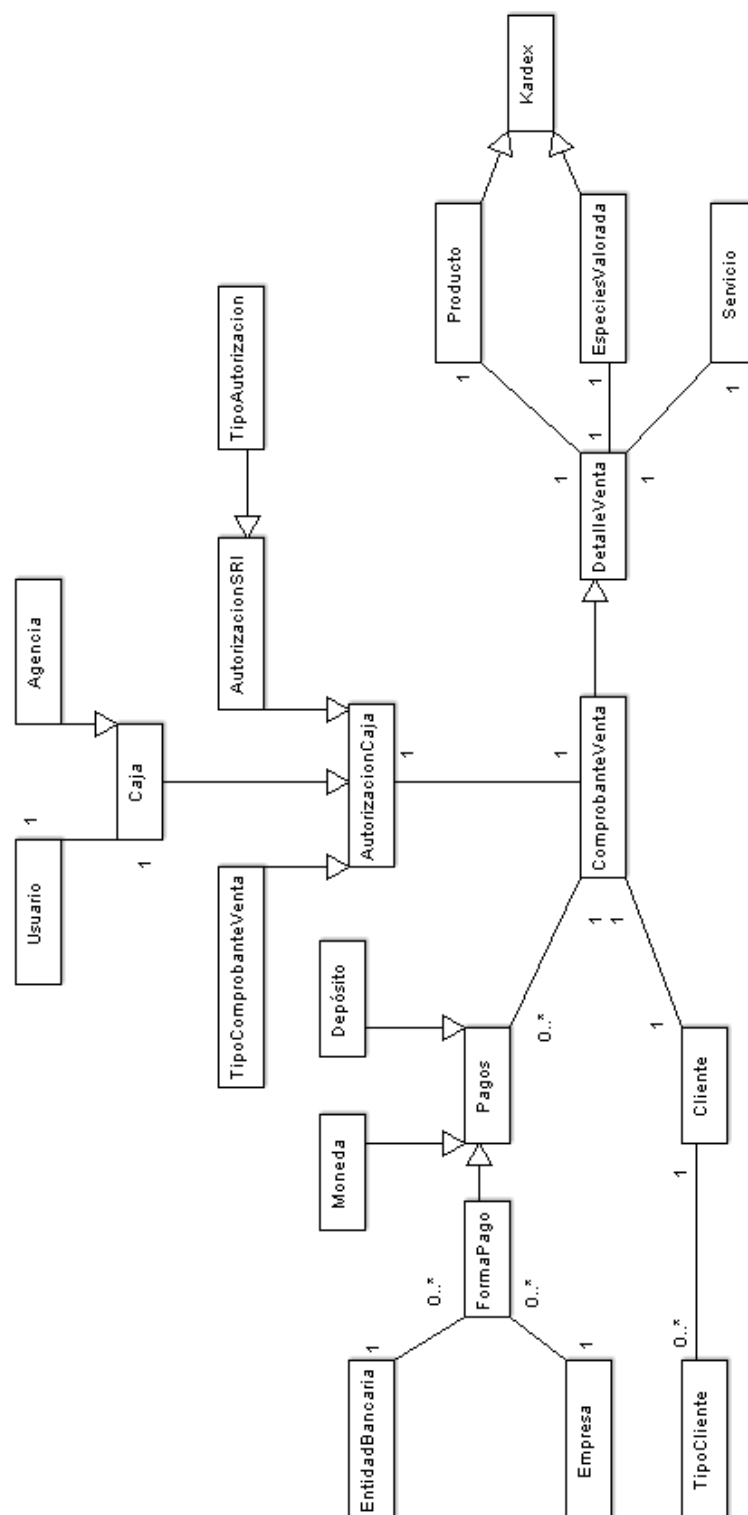 Usuario
1
1
Caja
Agencia
TipoComprobanteVenta
AutorizacionSRI
TipoAutorizacion
Moneda
Depósito
AutorizacionCaja
1
EntidadBancaria
1
0..*
FormaPago
0..*
Pagos
0..*
1
Empresa
1
1
1
ComprobanteVenta
DetalleVenta
1
1
1
1
Producto
1
EspeciesValorada
1
Servicio
Kardex
TipoCliente
0..*
1
Cliente
1